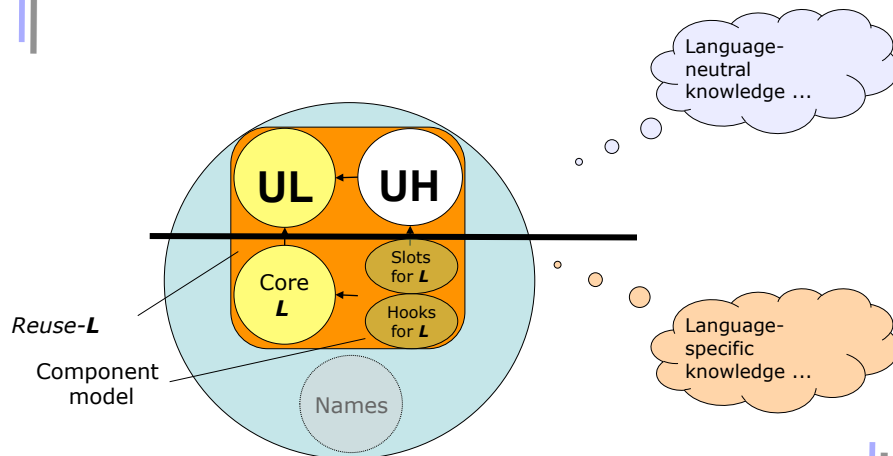 Language-
neutral
knowledge ...
UL
UH
Slots
for L
Core
L
Hooks
for L
Reuse-L
Component
model
Names
Language-
specific
knowledge ...